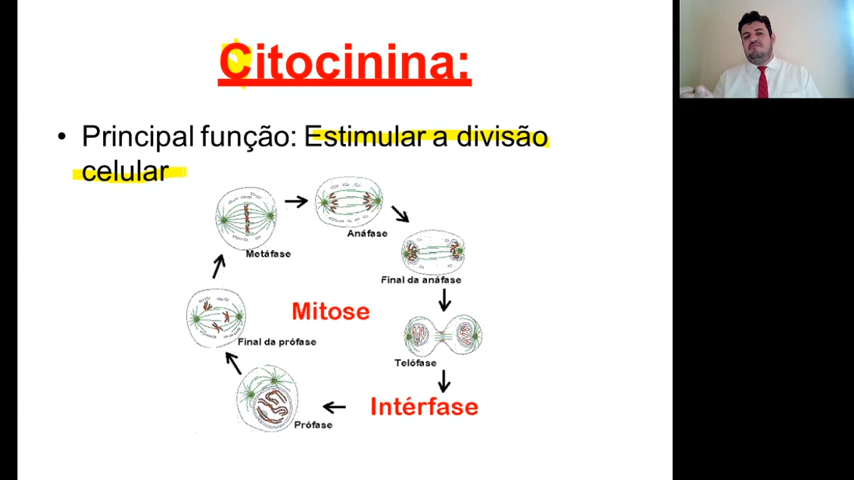 Citocinina:
• Principal função: Estimular a divisão
celular
Anáfase
Metáfase
Final da anáfase
Mitose
Final da prófase
Telófase
Intérfase
Prófase